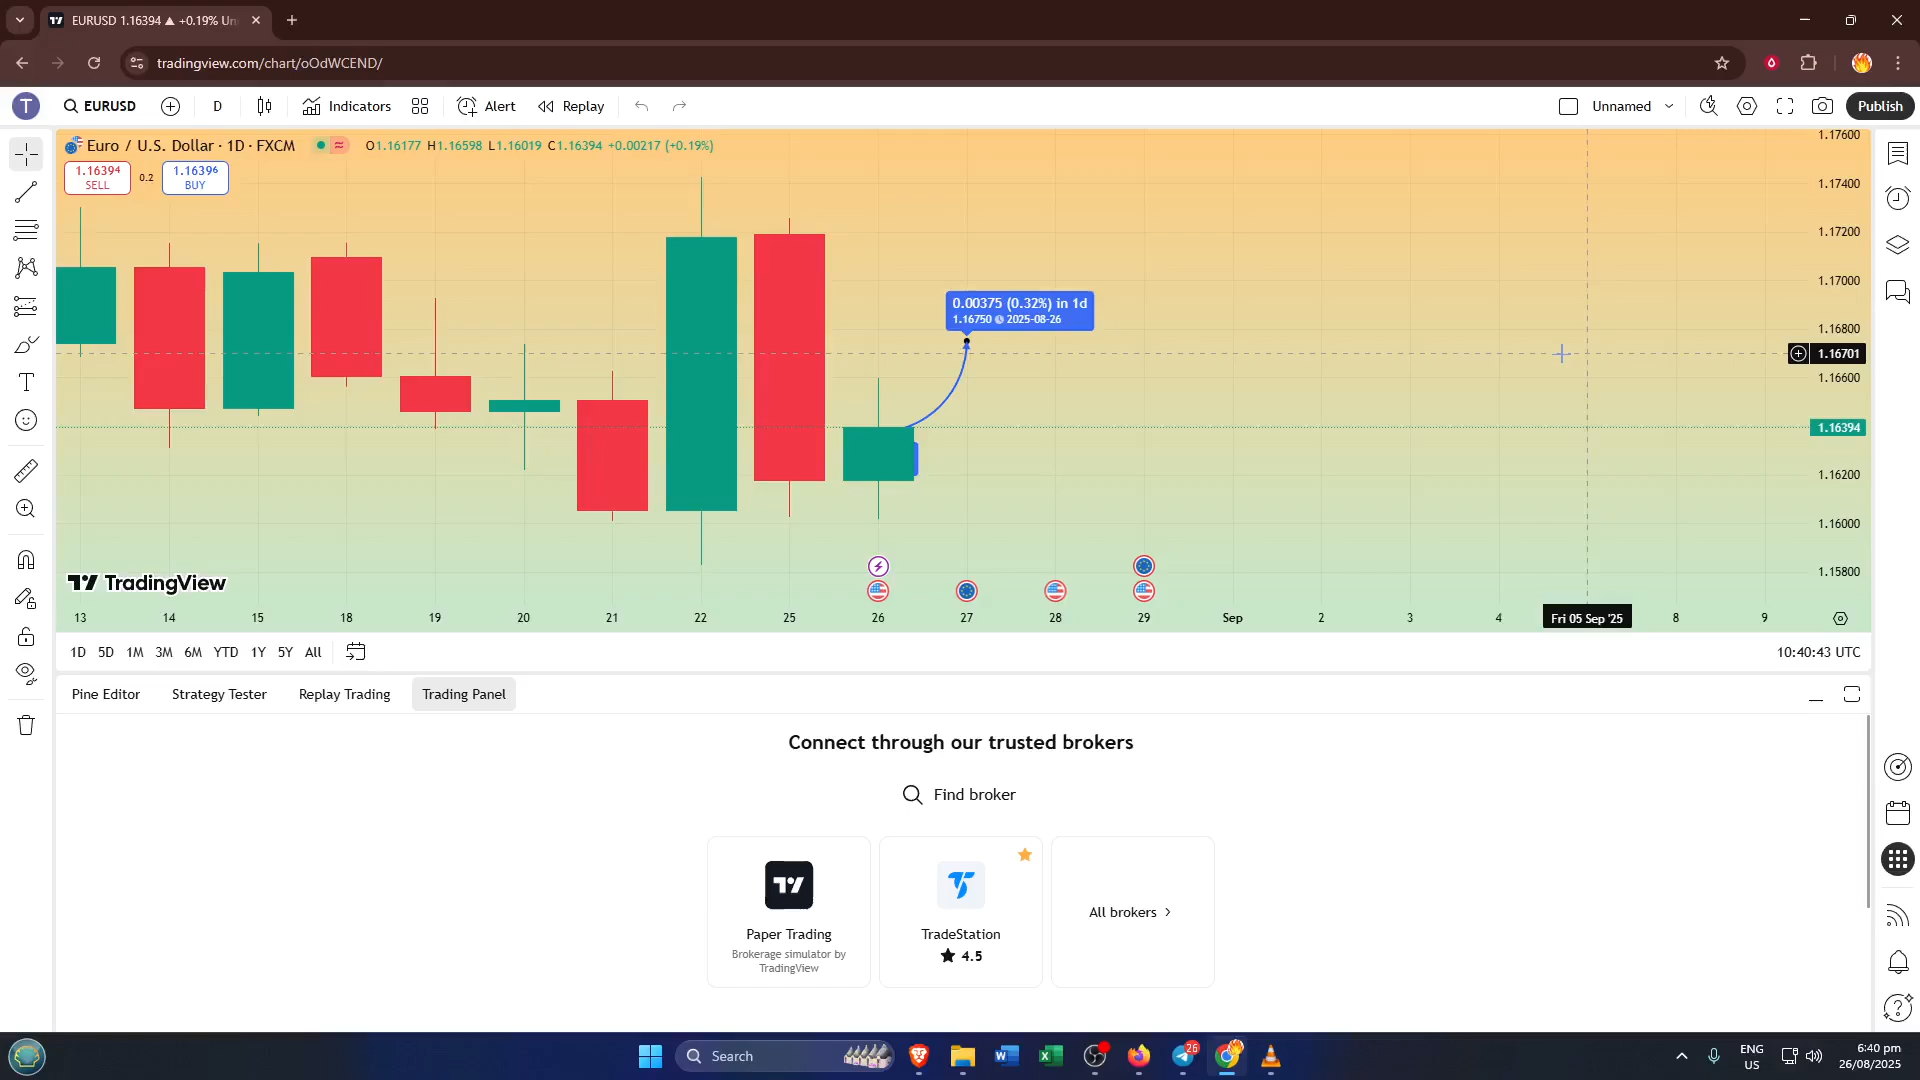 EURUSD 1.16394 ▲ +0.19% Un
tradingview.com/chart/oOdWCEND/
T
EURUSD
D
Indicators
Alert
Replay
Unnamed
Publish
Euro / U.S. Dollar · 1D · FXCM
O1.16177 H1.16598 L1.16019 C1.16394 +0.00217 (+0.19%)
1.16394
SELL
0.2
1.16396
BUY
1.17600
1.17400
1.17200
1.17000
1.16800
1.16701
1.16600
1.16394
1.16200
1.16000
1.15800
0.00375 (0.32%) in 1d
1.16750 2025-08-26
TradingView
13 14 15 18 19 20 21 22 25 26 27 28 29 Sep 2 3 4 Fri 05 Sep '25 8 9
1D 5D 1M 3M 6M YTD 1Y 5Y All
10:40:43 UTC
Pine Editor
Strategy Tester
Replay Trading
Trading Panel
Connect through our trusted brokers
Find broker
Paper Trading
Brokerage simulator by
TradingView
TradeStation
4.5
All brokers
Search
26
ENG
US
6:40 pm
26/08/2025